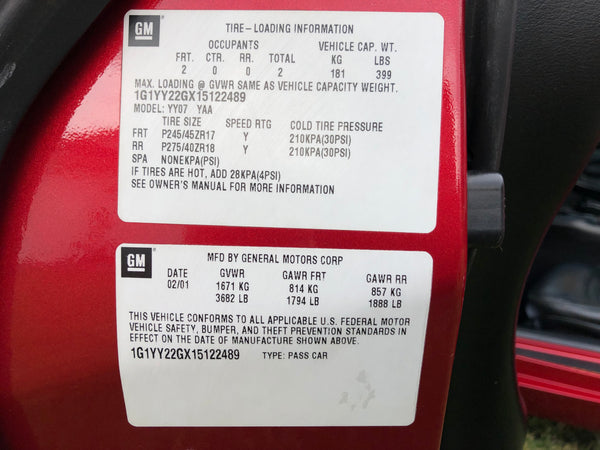 GM
TIRE-LOADING INFORMATION
OCCUPANTS VEHICLE CAP. WT.
FRT. CTR. RR. TOTAL KG LBS
2 0 0 2 181 399
MAX. LOADING @ GVWR SAME AS VEHICLE CAPACITY WEIGHT.
1G1YY22GX15122489
MODEL: YY07 YAA
TIRE SIZE SPEED RTG COLD TIRE PRESSURE
FRT P245/45ZR17 Y 210KPA(30PSI)
RR P275/40ZR18 Y 210KPA(30PSI)
SPA NONEKPA(PSI)
IF TIRES ARE HOT, ADD 28KPA(4PSI)
SEE OWNER'S MANUAL FOR MORE INFORMATION
GM
MFD BY GENERAL MOTORS CORP
DATE GVWR GAWR FRT GAWR RR
02/01 1671 KG 814 KG 857 KG
3682 LB 1794 LB 1888 LB
THIS VEHICLE CONFORMS TO ALL APPLICABLE U.S. FEDERAL MOTOR
VEHICLE SAFETY, BUMPER, AND THEFT PREVENTION STANDARDS IN
EFFECT ON THE DATE OF MANUFACTURE SHOWN ABOVE.
1G1YY22GX15122489 TYPE: PASS CAR